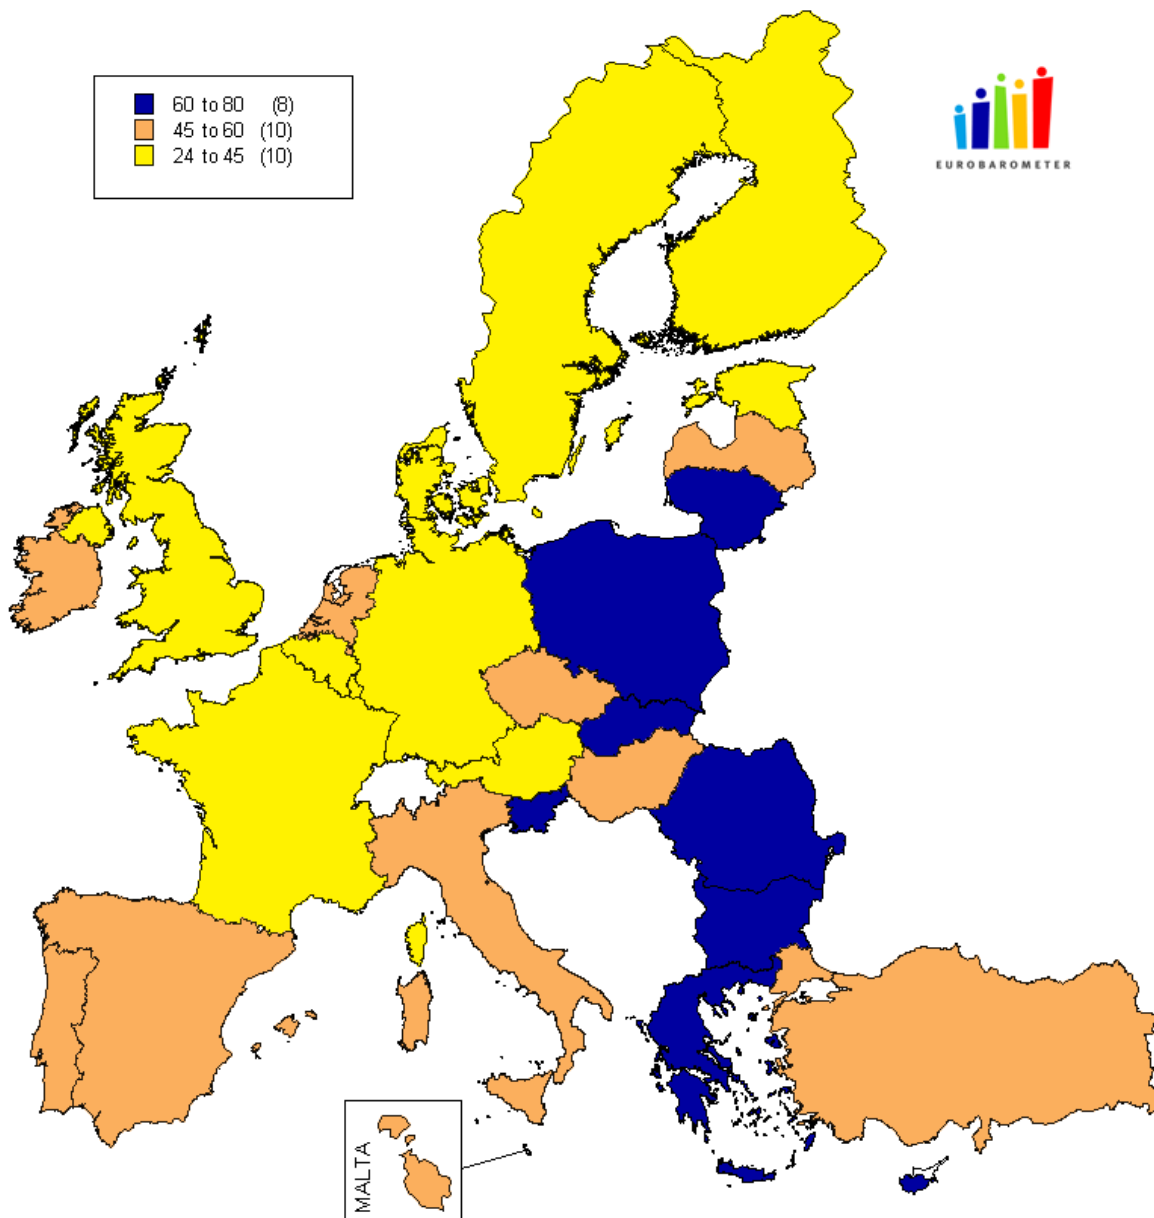 60 to 80 (8)
45 to 60 (10)
24 to 45 (10)
EUROBAROMETER
MALTA